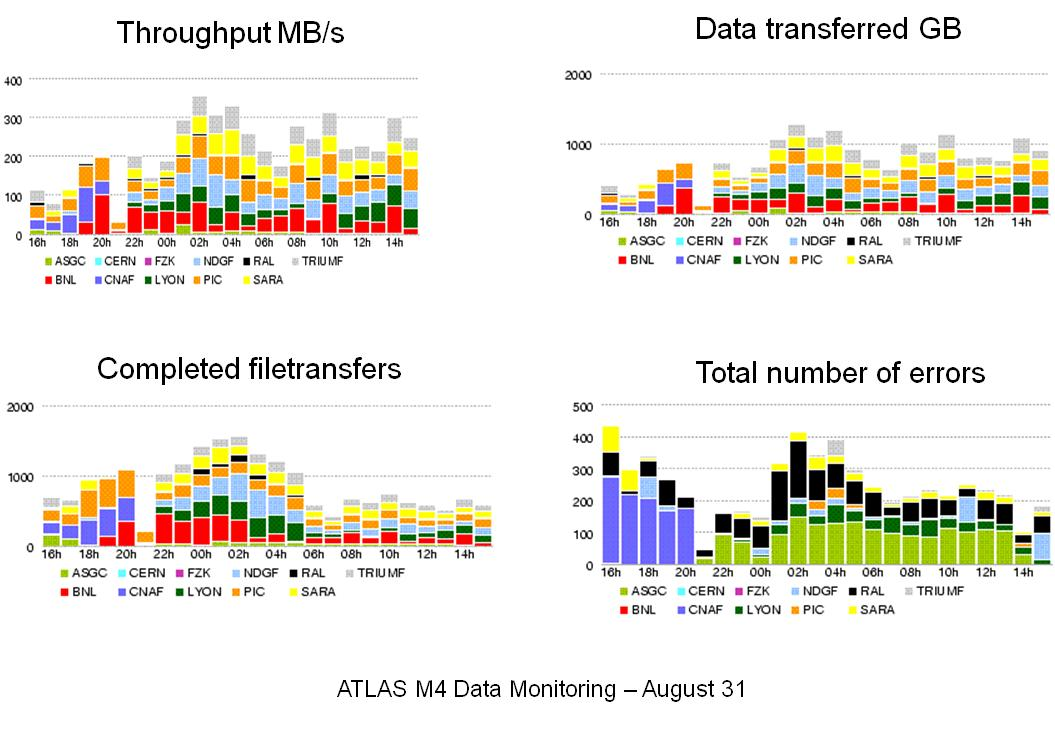 Throughput MB/s
400
300
200
100
0
16h 18h 20h 22h 00h 02h 04h 06h 08h 10h 12h 14h
ASGC CERN FZK NDGF RAL TRIUMF
BNL CNAF LYON PIC SARA
Data transferred GB
2000
1000
0
16h 18h 20h 22h 00h 02h 04h 06h 08h 10h 12h 14h
ASGC CERN FZK NDGF RAL TRIUMF
BNL CNAF LYON PIC SARA
Completed filetransfers
2000
1000
0
16h 18h 20h 22h 00h 02h 04h 06h 08h 10h 12h 14h
ASGC CERN FZK NDGF RAL TRIUMF
BNL CNAF LYON PIC SARA
Total number of errors
500
400
300
200
100
0
16h 18h 20h 22h 00h 02h 04h 06h 08h 10h 12h 14h
ASGC CERN FZK NDGF RAL TRIUMF
BNL CNAF LYON PIC SARA
ATLAS M4 Data Monitoring – August 31